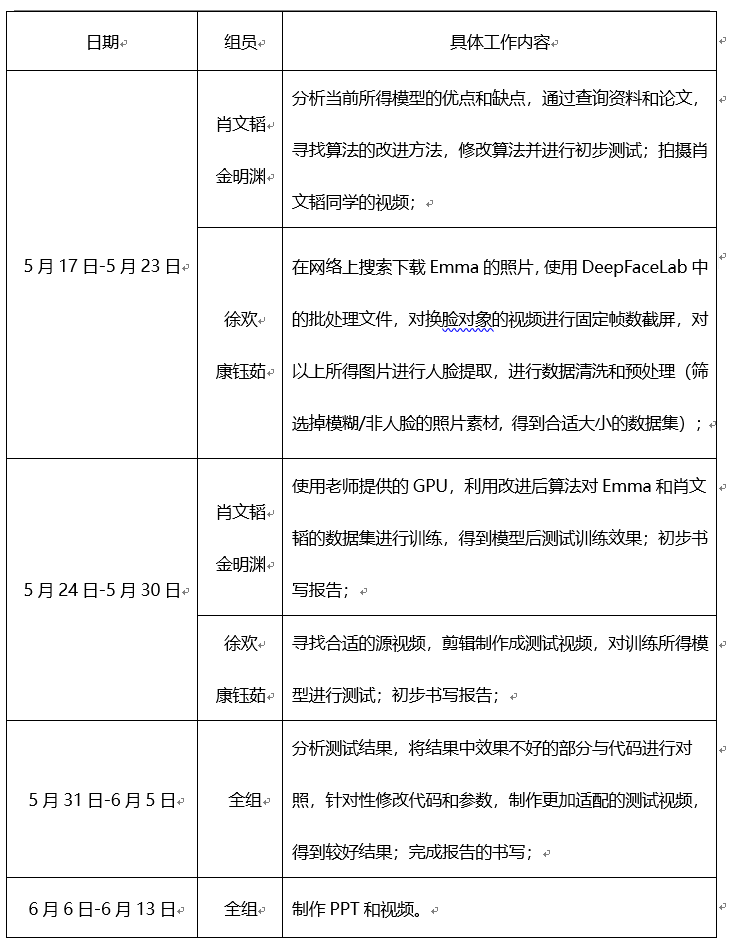 日期 组员 具体工作内容
5月17日-5月23日
肖文韬
金明渊
分析当前所得模型的优点和缺点，通过查询资料和论文，
寻找算法的改进方法，修改算法并进行初步测试；拍摄肖
文韬同学的视频；
徐欢
康钰茹
在网络上搜索下载 Emma 的照片，使用 DeepFaceLab 中
的批处理文件，对换脸对象的视频进行固定帧数截屏，对
以上所得图片进行人脸提取，进行数据清洗和预处理（筛
选掉模糊/非人脸的照片素材，得到合适大小的数据集）；
5月24日-5月30日
肖文韬
金明渊
使用老师提供的 GPU，利用改进后算法对 Emma 和肖文
韬的数据集进行训练，得到模型后测试训练效果；初步书
写报告；
徐欢
康钰茹
寻找合适的源视频，剪辑制作成测试视频，对训练所得模
型进行测试；初步书写报告；
5月31日-6月5日
全组
分析测试结果，将结果中效果不好的部分与代码进行对
照，针对性修改代码和参数，制作更加适配的测试视频，
得到较好结果；完成报告的书写；
6月6日-6月13日 全组 制作 PPT 和视频。